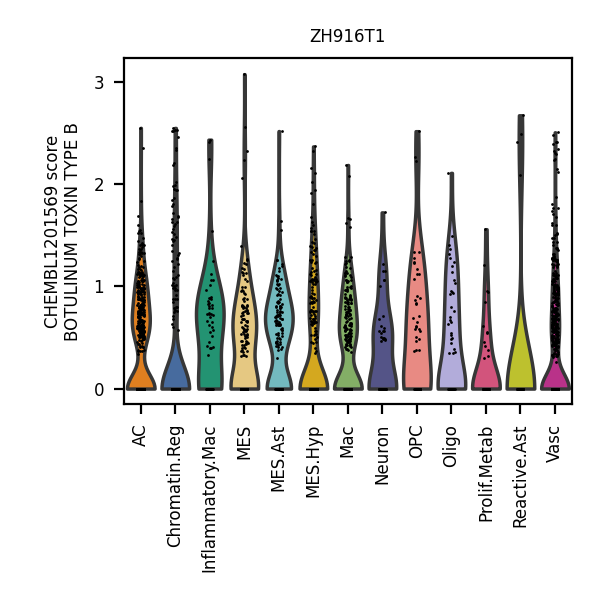 ZH916T1
CHEMBL1201569 score
BOTULINUM TOXIN TYPE B
3
2
1
0
AC
Chromatin.Reg
Inflammatory.Mac
MES
MES.Ast
MES.Hyp
Mac
Neuron
OPC
Oligo
Prolif.Metab
Reactive.Ast
Vasc